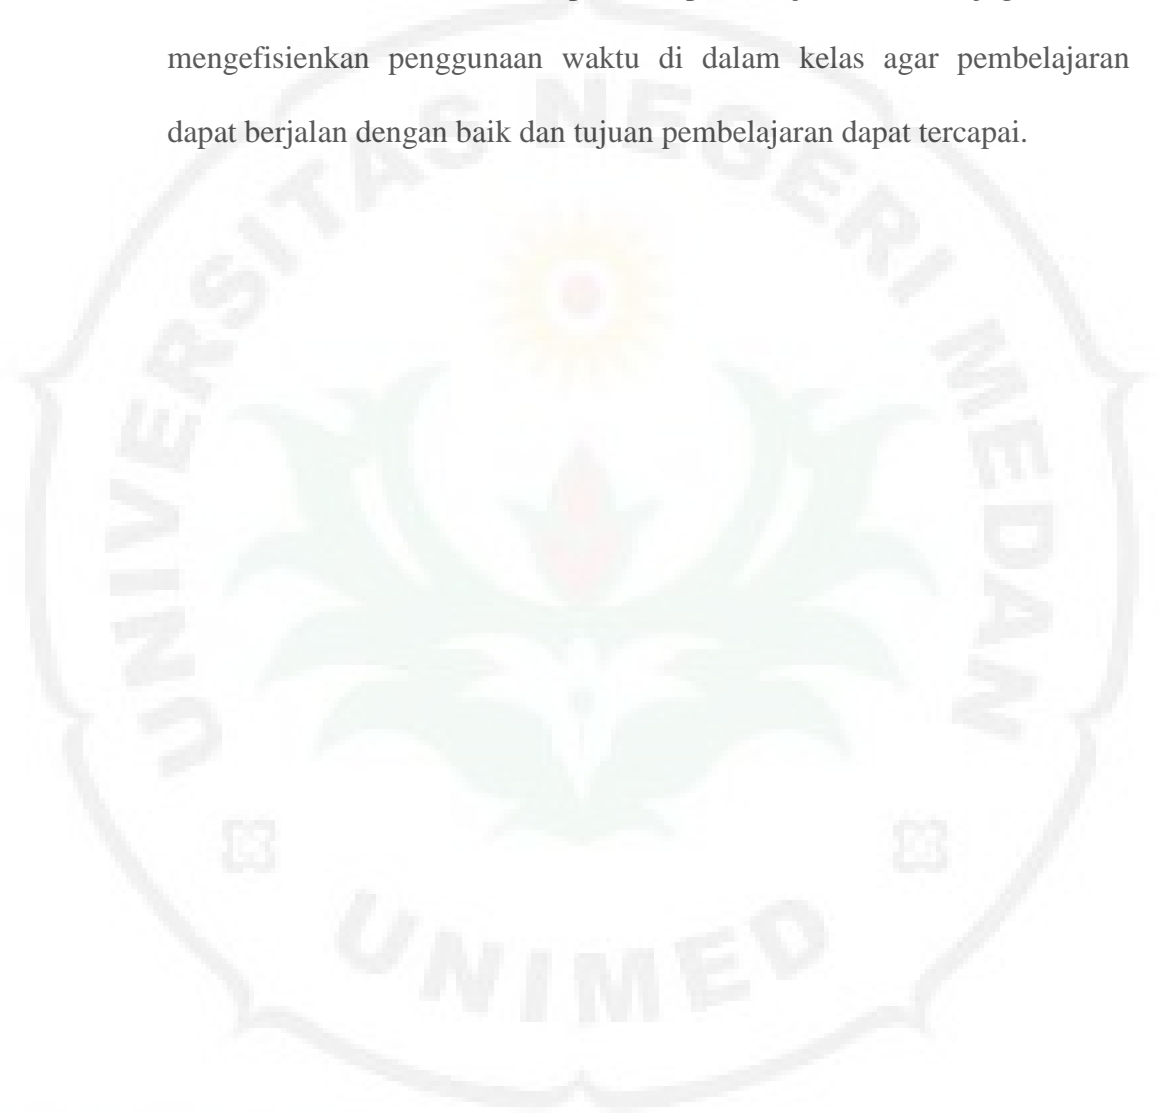 mengefisienkan penggunaan waktu di dalam kelas agar pembelajaran
dapat berjalan dengan baik dan tujuan pembelajaran dapat tercapai.
UNIVERSITAS NEGERI MEDAN
UNIMED